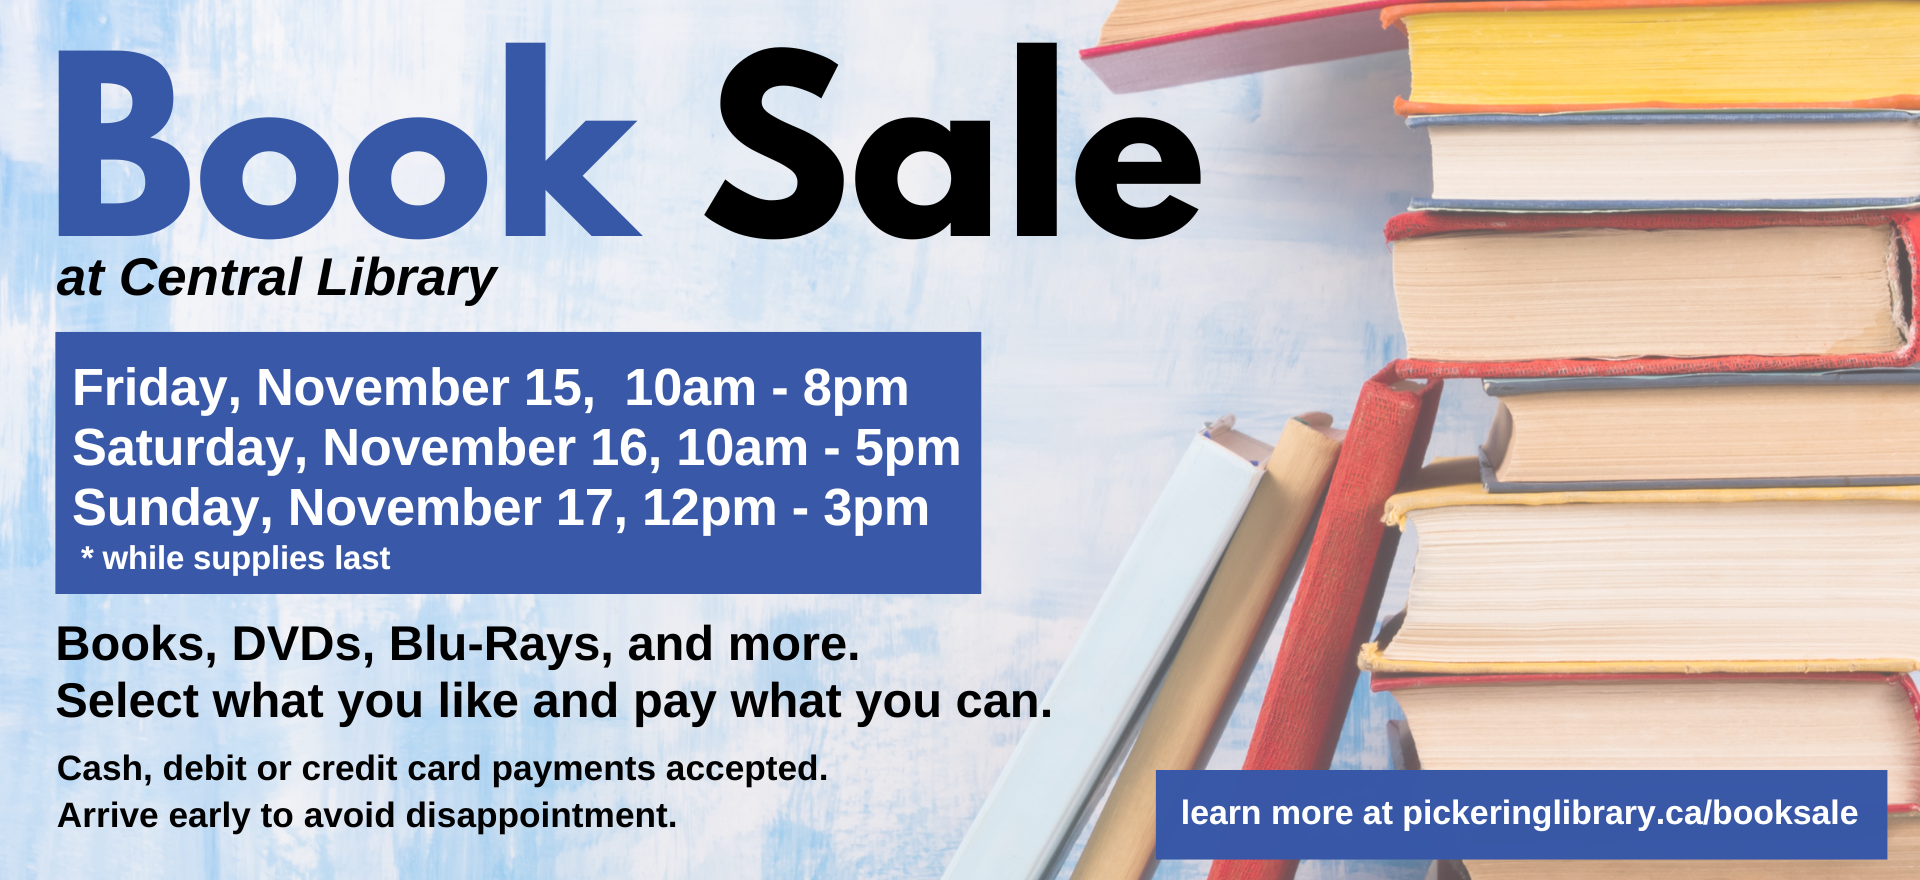 Book Sale
at Central Library
Friday, November 15,  10am - 8pm
Saturday, November 16, 10am - 5pm
Sunday, November 17, 12pm - 3pm
* while supplies last
Books, DVDs, Blu-Rays, and more.
Select what you like and pay what you can.
Cash, debit or credit card payments accepted.
Arrive early to avoid disappointment.
learn more at pickeringlibrary.ca/booksale